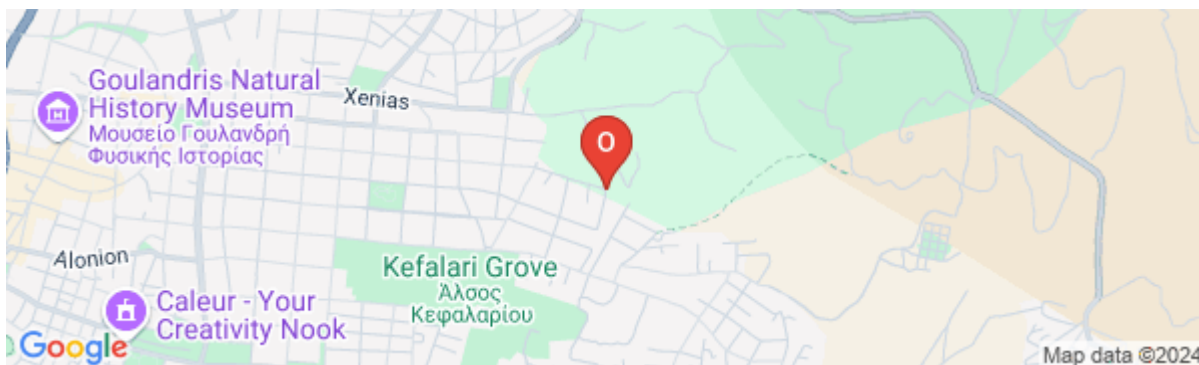 Goulandris Natural
History Museum
Μουσείο Γουλανδρή
Φυσικής Ιστορίας
Xenias
O
Alonion
Kefalari Grove
Άλσος
Κεφαλαρίου
Caleur - Your
Creativity Nook
Google
Map data ©2024